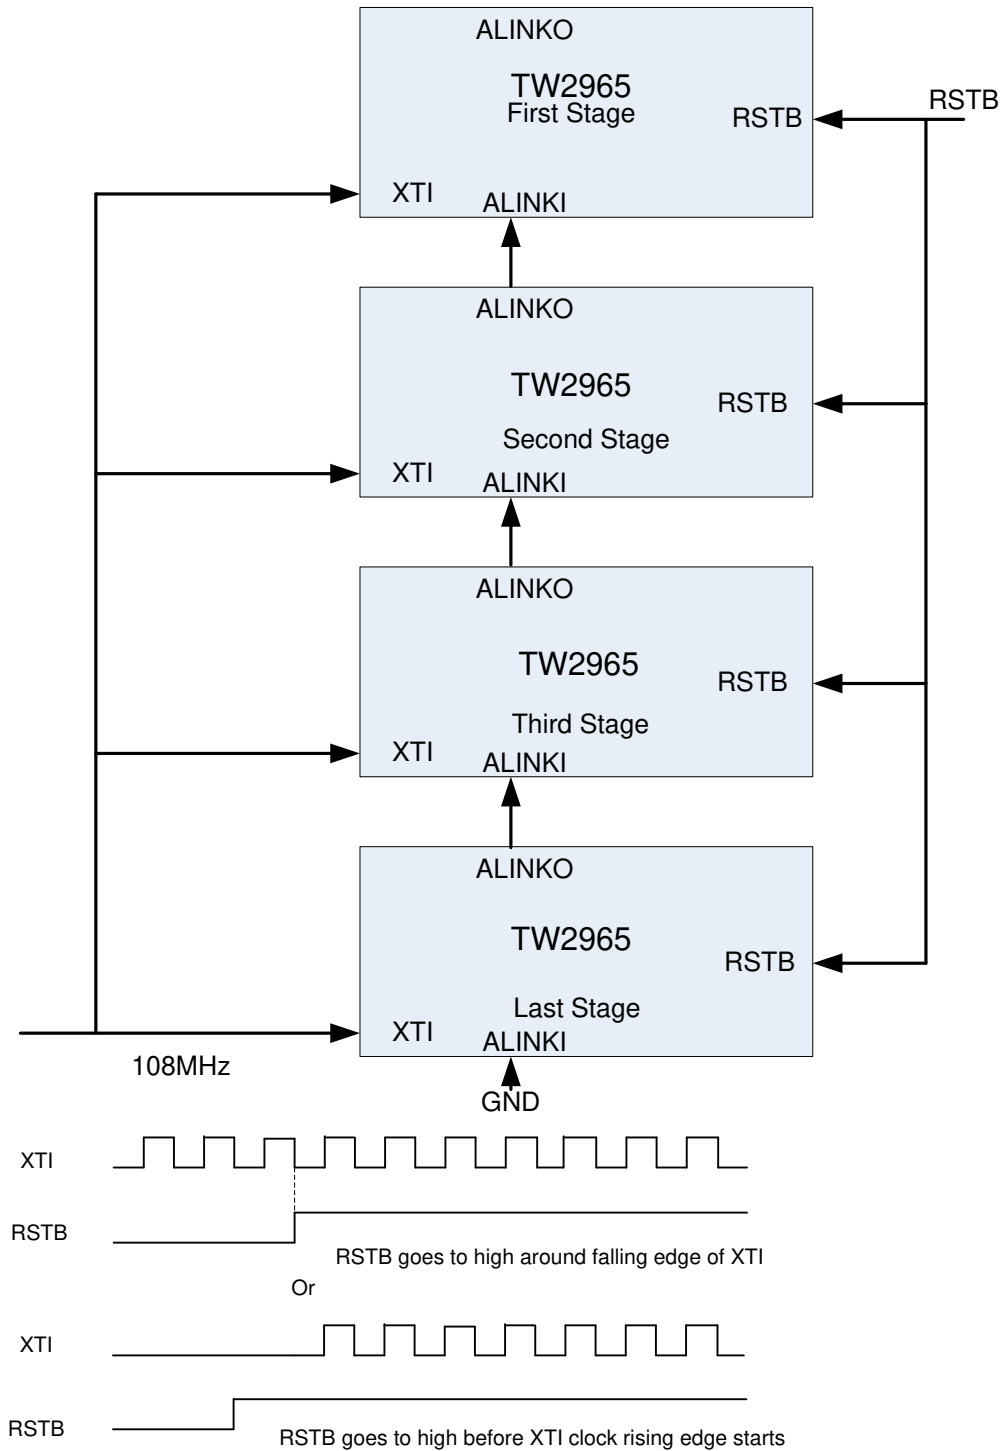 ALINKO
TW2965
First Stage
RSTB
RSTB
XTI
ALINKI
ALINKO
TW2965
RSTB
Second Stage
XTI
ALINKI
ALINKO
TW2965
RSTB
Third Stage
XTI
ALINKI
ALINKO
TW2965
RSTB
Last Stage
XTI
ALINKI
108MHz
GND
XTI
RSTB
RSTB goes to high around falling edge of XTI
Or
XTI
RSTB
RSTB goes to high before XTI clock rising edge starts